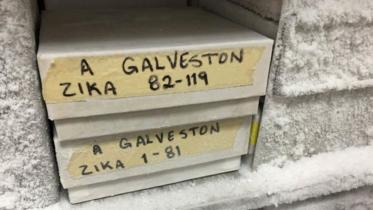 A GALVESTON
ZIKA 82-119
A GALVESTON
ZIKA 1-81